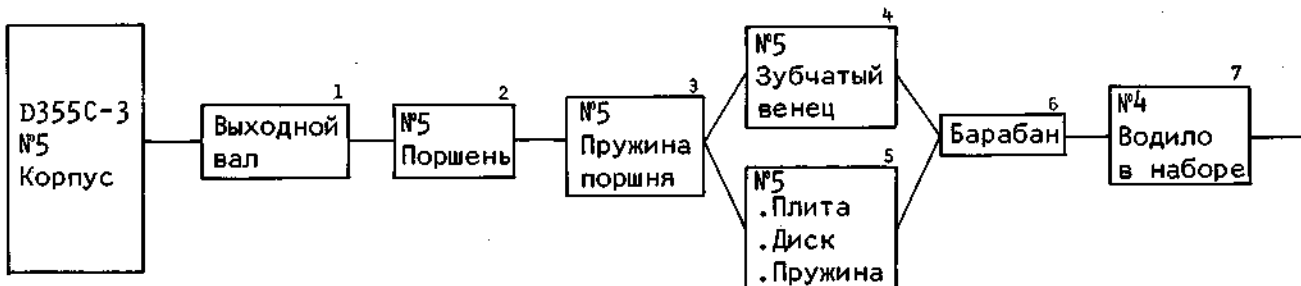 D355C-3
№5
Корпус
1
Выходной
вал
2
№5
Поршень
3
№5
Пружина
поршня
4
№5
Зубчатый
венец
5
№5
.Плита
.Диск
.Пружина
6
Барабан
7
№4
Водило
в наборе